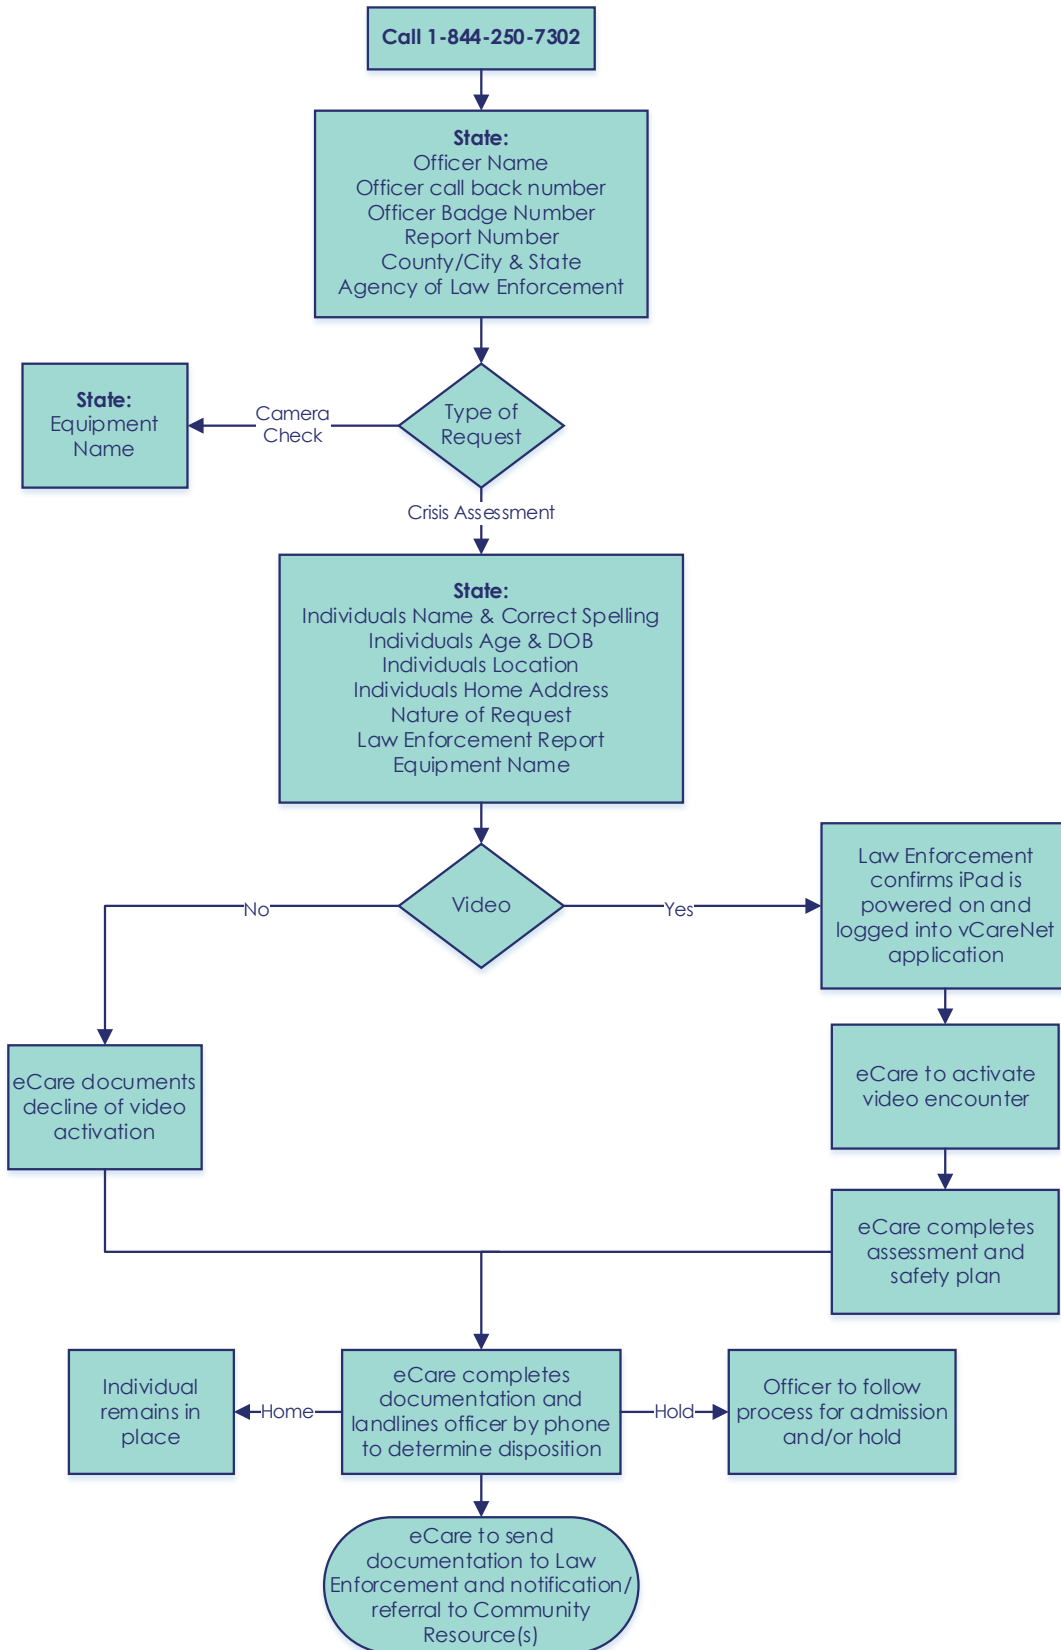 Call 1-844-250-7302
State:
Officer Name
Officer call back number
Officer Badge Number
Report Number
County/City & State
Agency of Law Enforcement
State:
Equipment
Name
Camera
Check
Type of
Request
Crisis Assessment
State:
Individuals Name & Correct Spelling
Individuals Age & DOB
Individuals Location
Individuals Home Address
Nature of Request
Law Enforcement Report
Equipment Name
No
Video
Yes
Law Enforcement
confirms iPad is
powered on and
logged into vCareNet
application
eCare documents
decline of video
activation
eCare to activate
video encounter
eCare completes
assessment and
safety plan
Individual
remains in
place
Home
eCare completes
documentation and
landlines officer by phone
to determine disposition
Hold
Officer to follow
process for admission
and/or hold
eCare to send
documentation to Law
Enforcement and notification/
referral to Community
Resource(s)